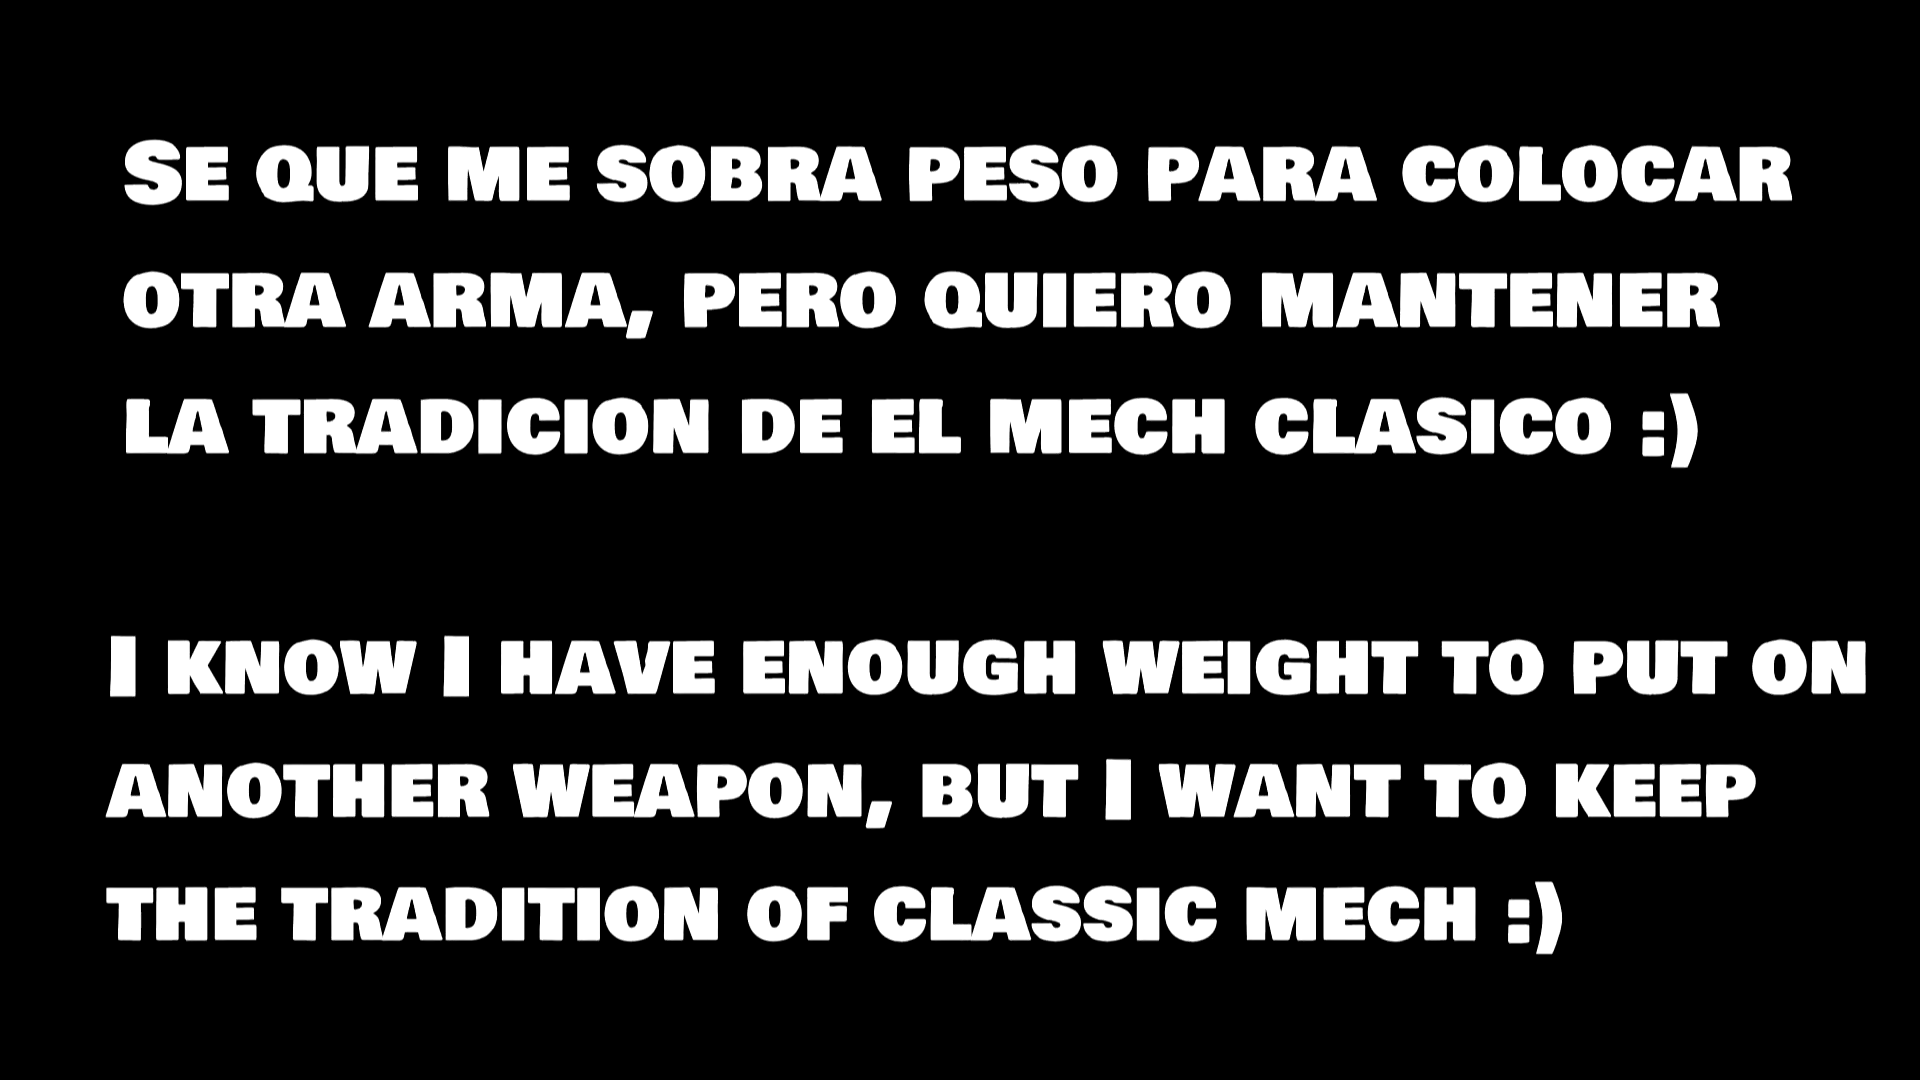 Se que me sobra peso para colocar
otra arma, pero quiero mantener
la tradicion de el mech clasico :)
I know I have enough weight to put on
another weapon, but I want to keep
the tradition of classic mech :)